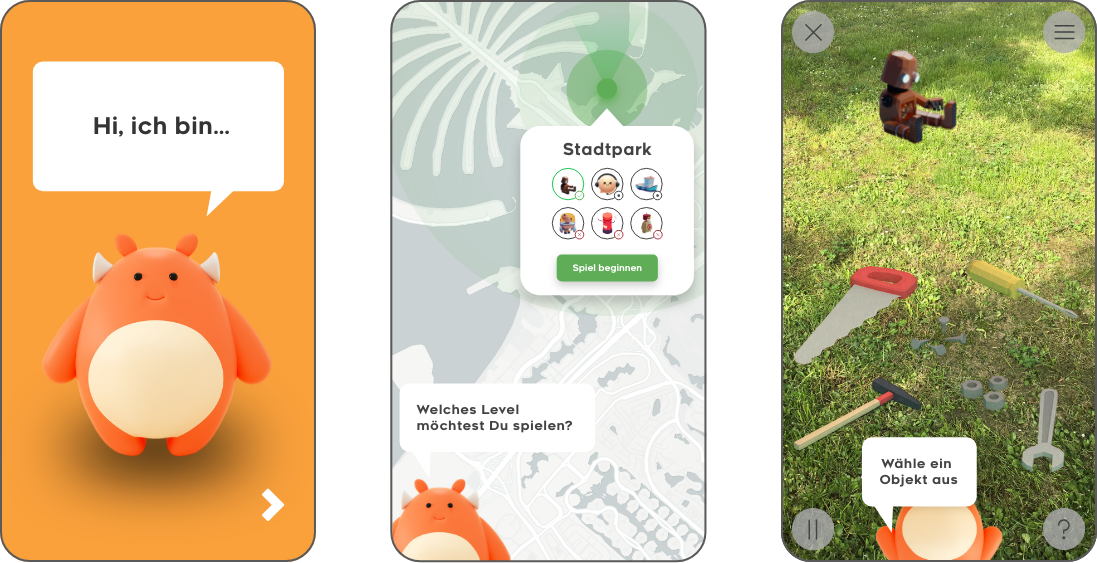 Hi, ich bin...
Stadtpark
Spiel beginnen
Welches Level
möchtest Du spielen?
Wähle ein
Objekt aus
?